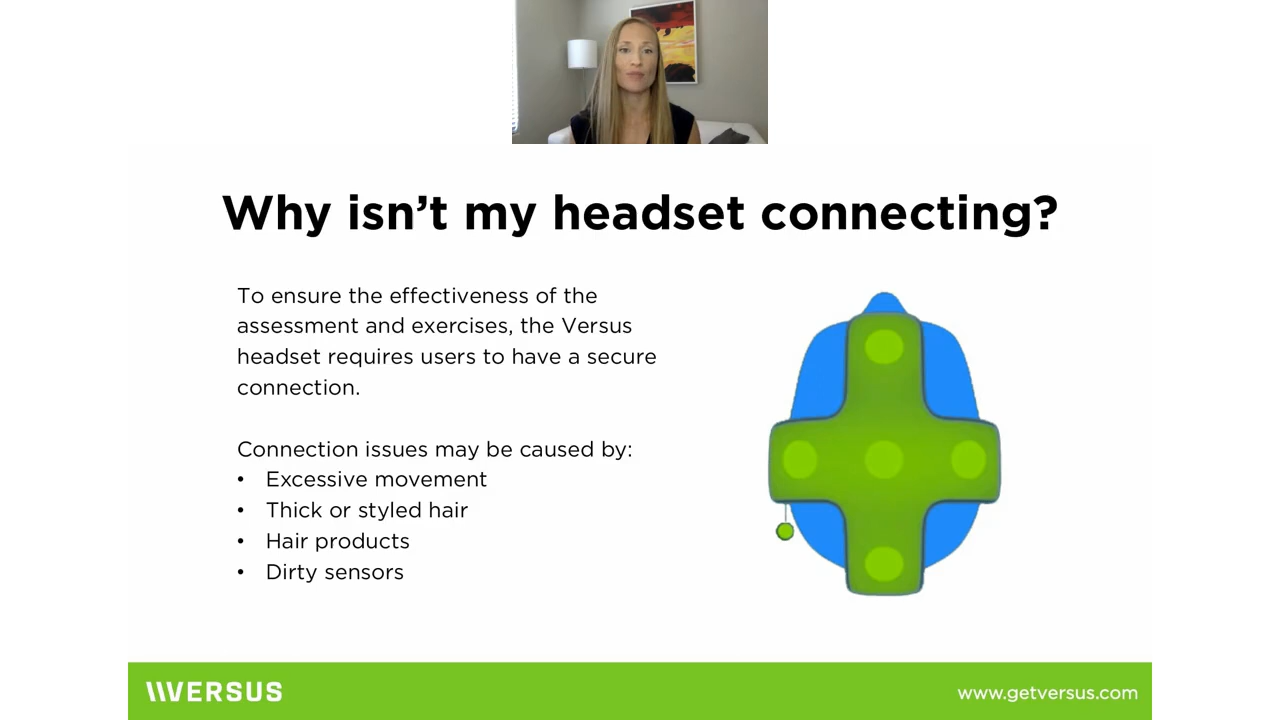 Why isn’t my headset connecting?
To ensure the effectiveness of the
assessment and exercises, the Versus
headset requires users to have a secure
connection.
Connection issues may be caused by:
• Excessive movement
• Thick or styled hair
• Hair products
• Dirty sensors
VERSUS
www.getversus.com